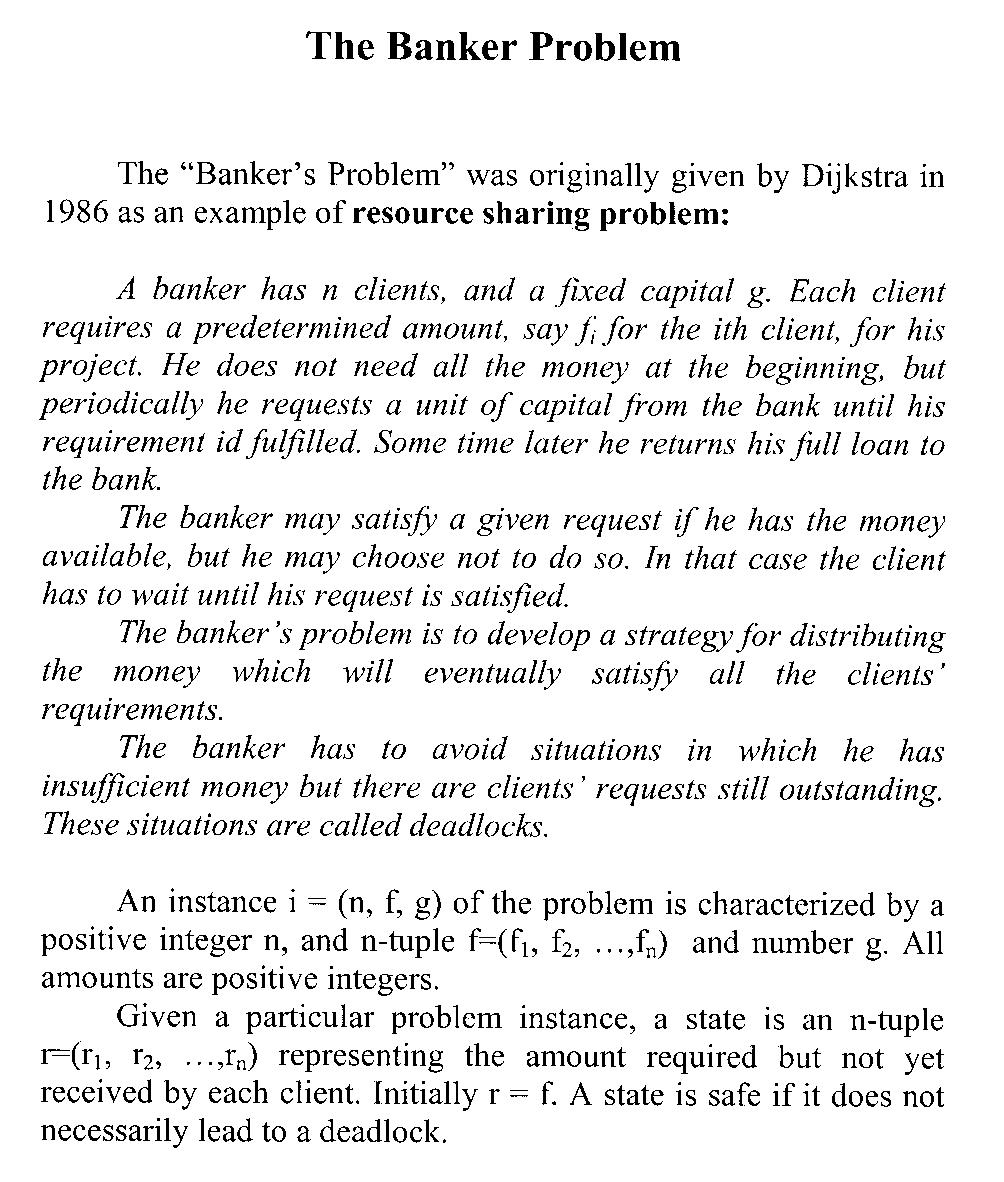 The Banker Problem
The “Banker’s Problem” was originally given by Dijkstra in
1986 as an example of resource sharing problem:
A banker has n clients, and a fixed capital g. Each client
requires a predetermined amount, say fi for the ith client, for his
project. He does not need all the money at the beginning, but
periodically he requests a unit of capital from the bank until his
requirement id fulfilled. Some time later he returns his full loan to
the bank.
The banker may satisfy a given request if he has the money
available, but he may choose not to do so. In that case the client
has to wait until his request is satisfied.
The banker’s problem is to develop a strategy for distributing
the money which will eventually satisfy all the clients’
requirements.
The banker has to avoid situations in which he has
insufficient money but there are clients’ requests still outstanding.
These situations are called deadlocks.
An instance i = (n, f, g) of the problem is characterized by a
positive integer n, and n-tuple f=(f1, f2, ...,fn) and number g. All
amounts are positive integers.
Given a particular problem instance, a state is an n-tuple
r=(r1, r2, ...,rn) representing the amount required but not yet
received by each client. Initially r = f. A state is safe if it does not
necessarily lead to a deadlock.